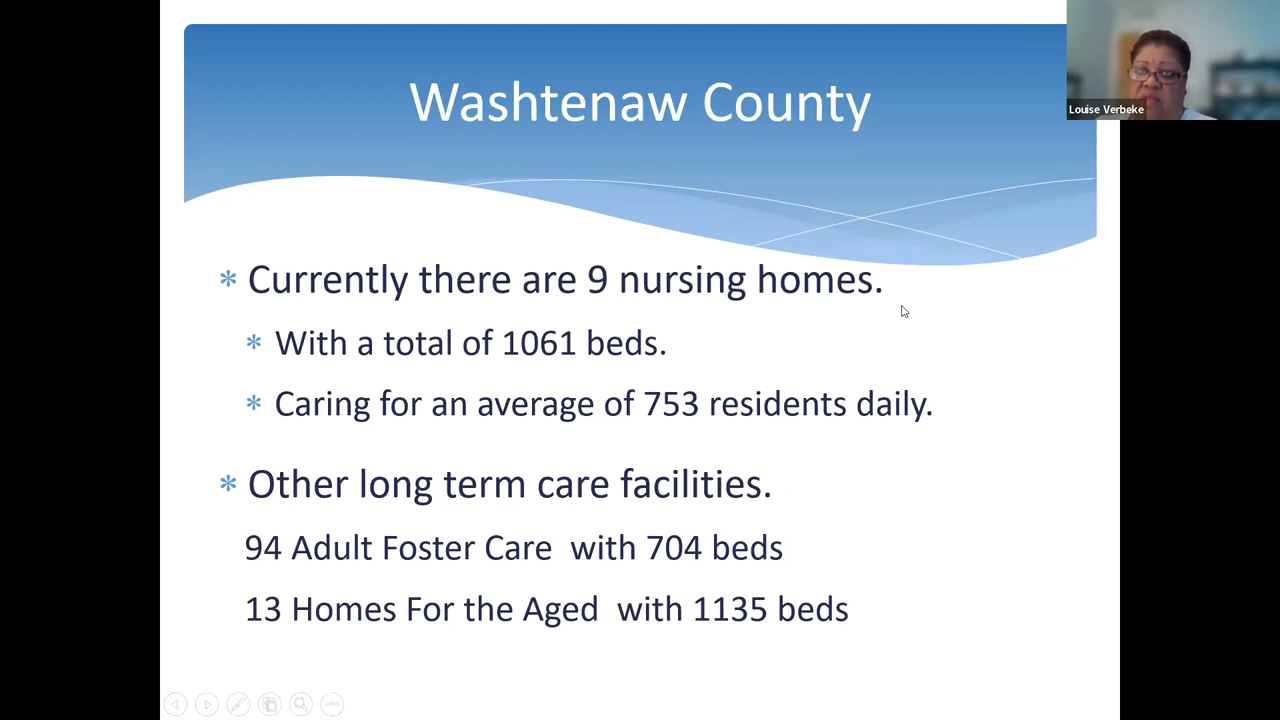 Washtenaw County
Louise Verbeke
* Currently there are 9 nursing homes.
* With a total of 1061 beds.
* Caring for an average of 753 residents daily.
* Other long term care facilities.
94 Adult Foster Care  with 704 beds
13 Homes For the Aged  with 1135 beds